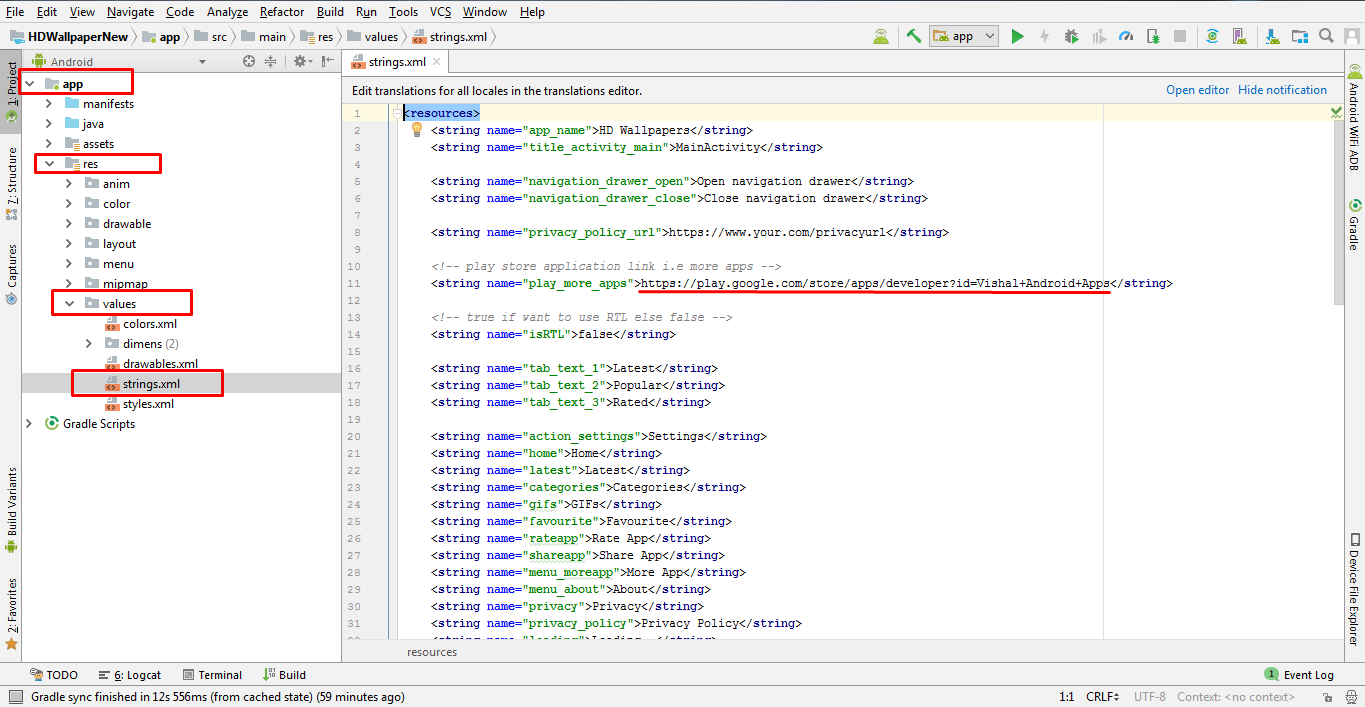 File Edit View Navigate Code Analyze Refactor Build Run Tools VCS Window Help
HDWallpaperNew app src main res values strings.xml app
1: Project
Z: Structure
Captures
Build Variants
2: Favorites
Android
app
manifests
java
assets
res
anim
color
drawable
layout
menu
mipmap
values
colors.xml
dimens (2)
drawables.xml
strings.xml
styles.xml
Gradle Scripts
strings.xml
Edit translations for all locales in the translations editor. Open editor Hide notification
1 <resources>
2 <string name="app_name">HD Wallpapers</string>
3 <string name="title_activity_main">MainActivity</string>
4
5 <string name="navigation_drawer_open">Open navigation drawer</string>
6 <string name="navigation_drawer_close">Close navigation drawer</string>
7
8 <string name="privacy_policy_url">https://www.your.com/privacyurl</string>
9
10 <!-- play store application link i.e more apps -->
11 <string name="play_more_apps">https://play.google.com/store/apps/developer?id=Vishal+Android+Apps</string>
12
13 <!-- true if want to use RTL else false -->
14 <string name="isRTL">false</string>
15
16 <string name="tab_text_1">Latest</string>
17 <string name="tab_text_2">Popular</string>
18 <string name="tab_text_3">Rated</string>
19
20 <string name="action_settings">Settings</string>
21 <string name="home">Home</string>
22 <string name="latest">Latest</string>
23 <string name="categories">Categories</string>
24 <string name="gifs">GIFs</string>
25 <string name="favourite">Favourite</string>
26 <string name="rateapp">Rate App</string>
27 <string name="shareapp">Share App</string>
28 <string name="menu_moreapp">More App</string>
29 <string name="menu_about">About</string>
30 <string name="privacy">Privacy</string>
31 <string name="privacy_policy">Privacy Policy</string>
resources
Android WiFi ADB
Gradle
Device File Explorer
TODO 6: Logcat Terminal Build 1 Event Log
Gradle sync finished in 12s 556ms (from cached state) (59 minutes ago) 1:1 CRLF UTF-8 Context: <no context>